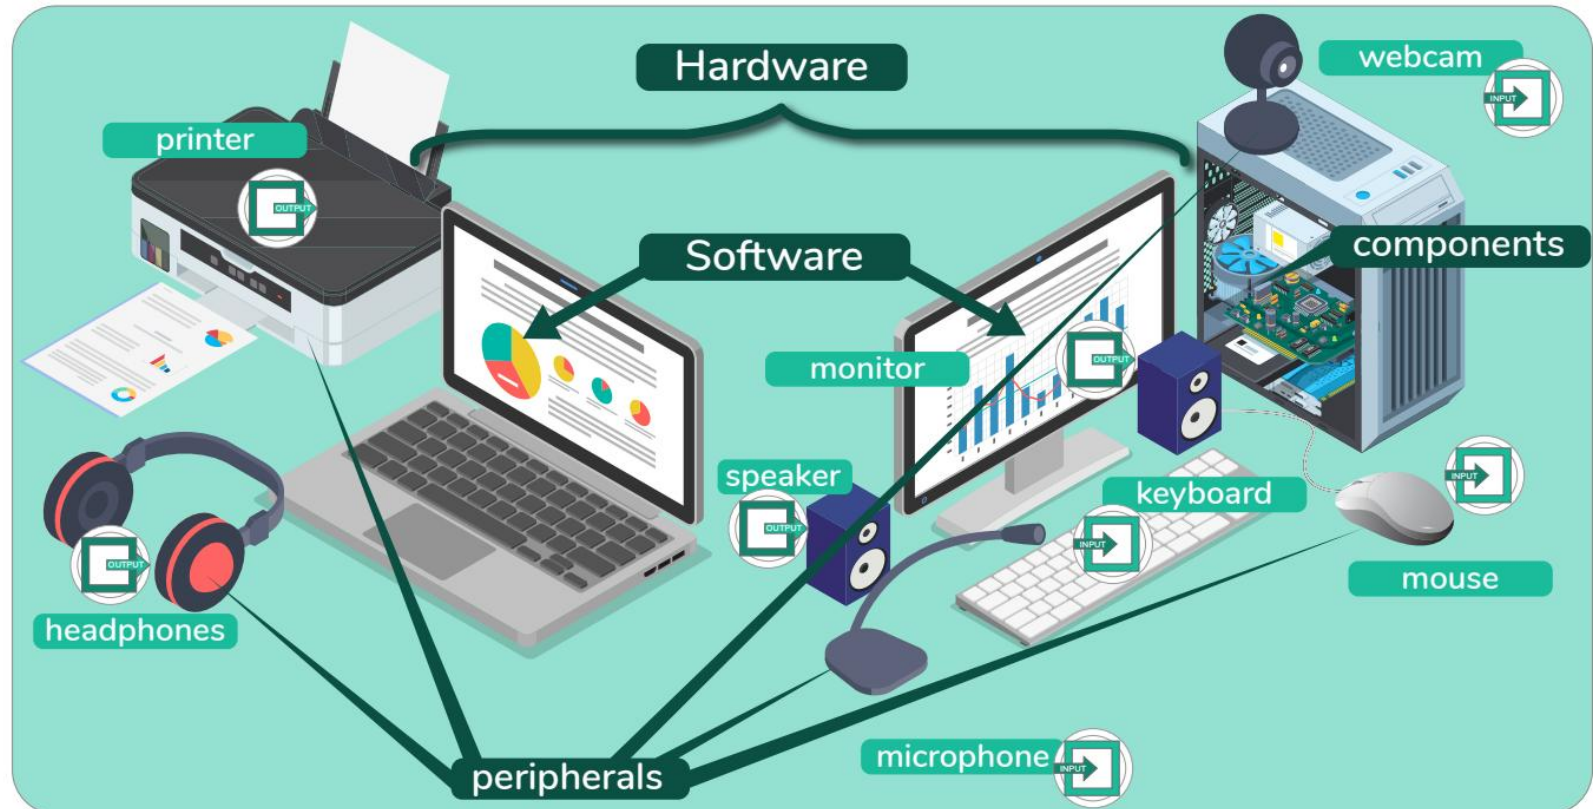 Hardware
webcam
INPUT
printer
OUTPUT
Software
components
monitor
OUTPUT
speaker
OUTPUT
keyboard
INPUT
INPUT
mouse
OUTPUT
headphones
peripherals
microphone
INPUT